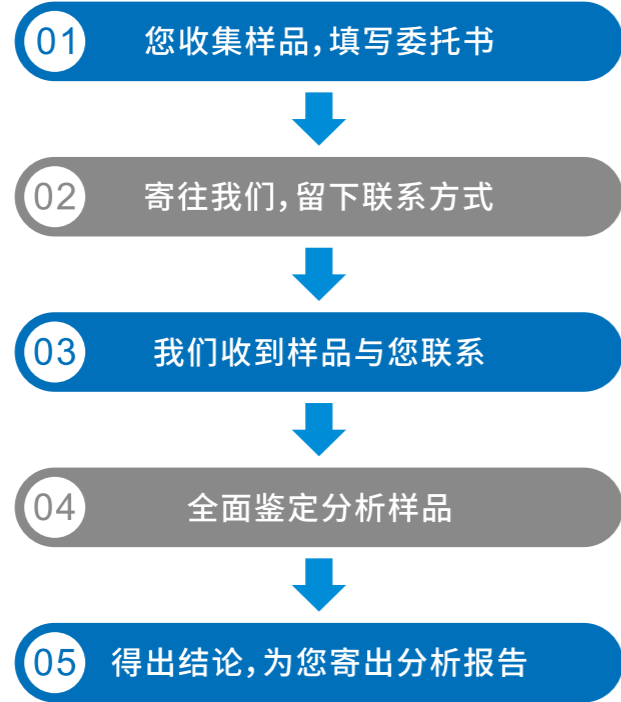 01 您收集样品,填写委托书
02 寄往我们,留下联系方式
03 我们收到样品与您联系
04 全面鉴定分析样品
05 得出结论,为您寄出分析报告